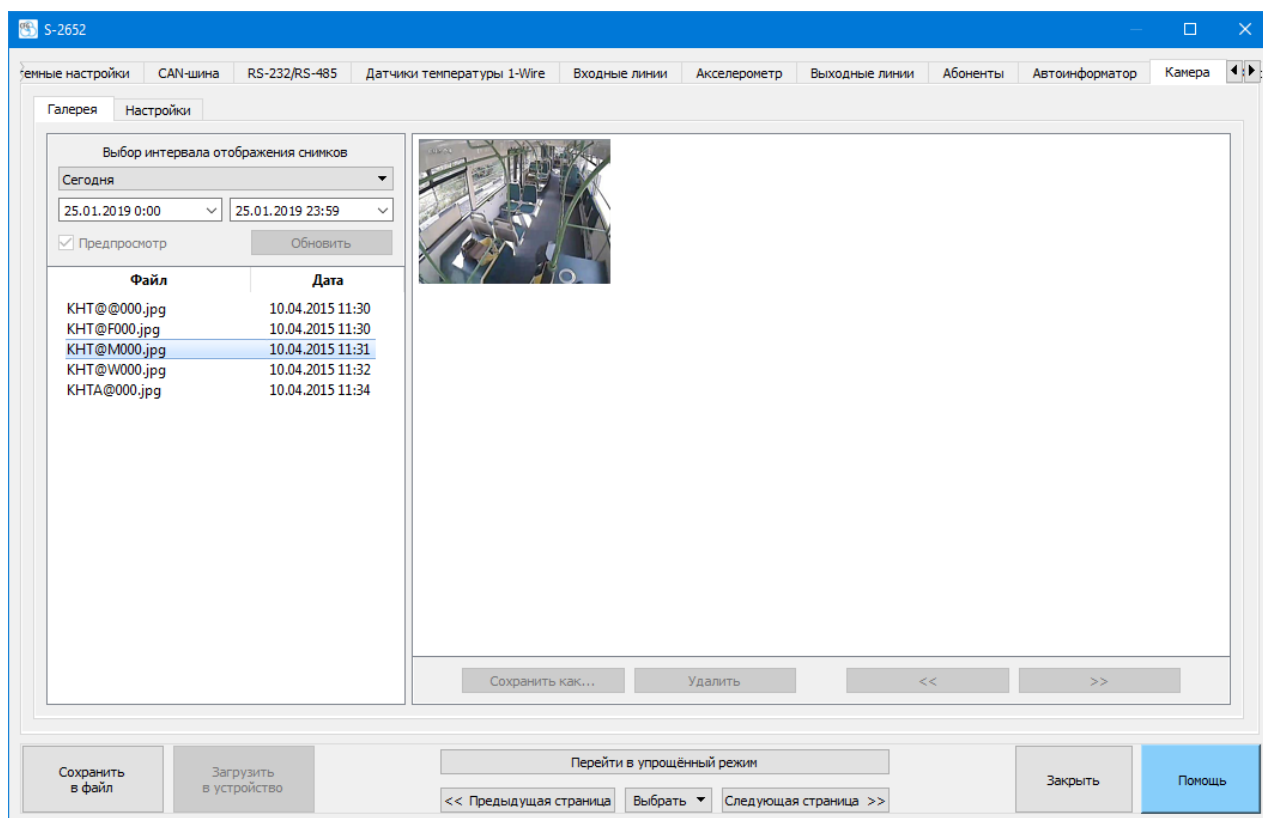 S-2652
темные настройки CAN-шина RS-232/RS-485 Датчики температуры 1-Wire Входные линии Акселерометр Выходные линии Абоненты Автоинформатор Камера
Галерея Настройки
Выбор интервала отображения снимков
Сегодня
25.01.2019 0:00 25.01.2019 23:59
Предпросмотр Обновить
Файл Дата
KHT@@000.jpg 10.04.2015 11:30
KHT@F000.jpg 10.04.2015 11:30
KHT@M000.jpg 10.04.2015 11:31
KHT@W000.jpg 10.04.2015 11:32
KHTA@000.jpg 10.04.2015 11:34
Сохранить как... Удалить << >>
Сохранить
в файл
Загрузить
в устройство
Перейти в упрощённый режим
<< Предыдущая страница Выбрать Следующая страница >>
Закрыть
Помощь